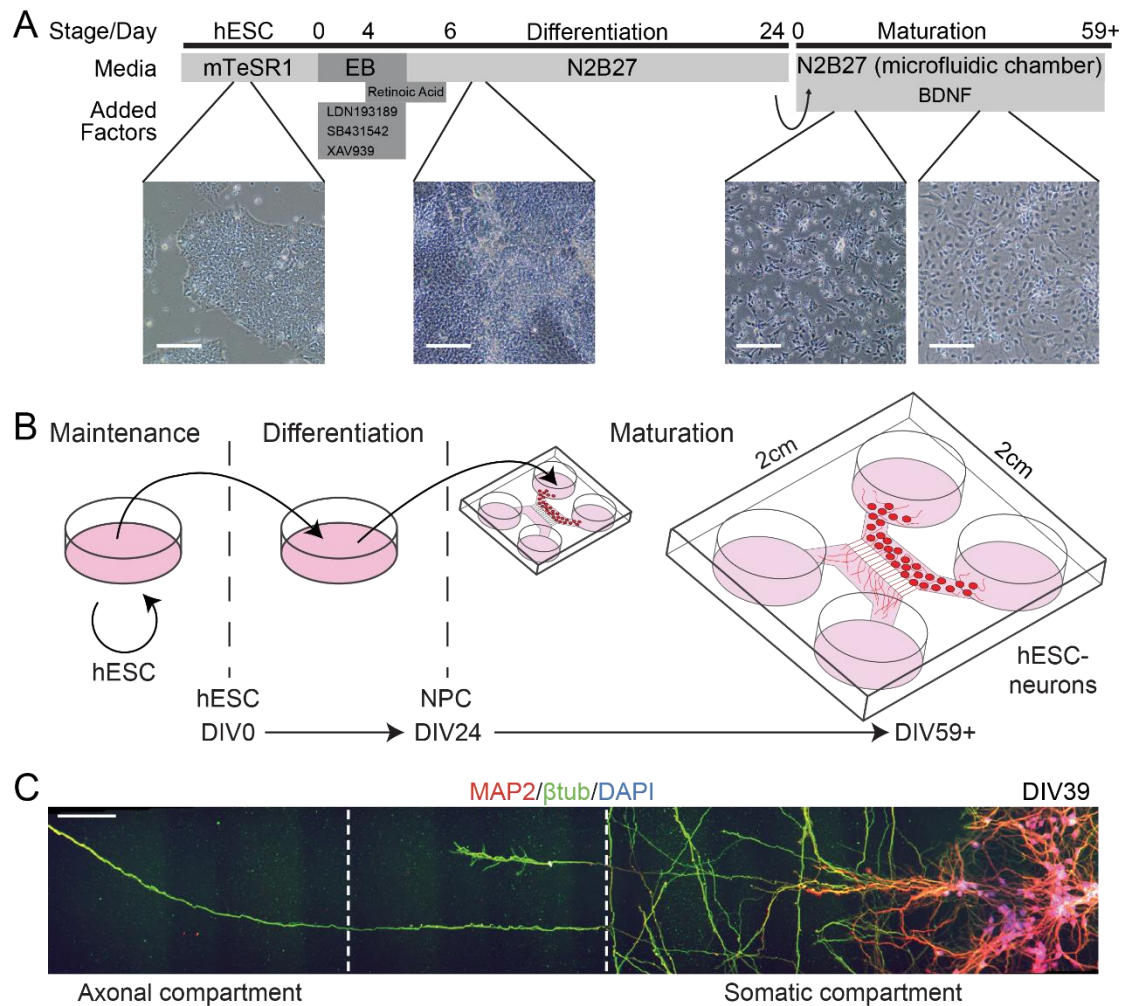 A
Stage/Day hESC 0 4 6 Differentiation 24 0 Maturation 59+
Media mTeSR1 EB N2B27 N2B27 (microfluidic chamber)
BDNF
Added
Factors
Retinoic Acid
LDN193189
SB431542
XAV939
B
Maintenance Differentiation Maturation
2cm 2cm
hESC
hESC NPC
hESC-
neurons
DIV0 DIV24 DIV59+
C
MAP2/βtub/DAPI DIV39
Axonal compartment Somatic compartment